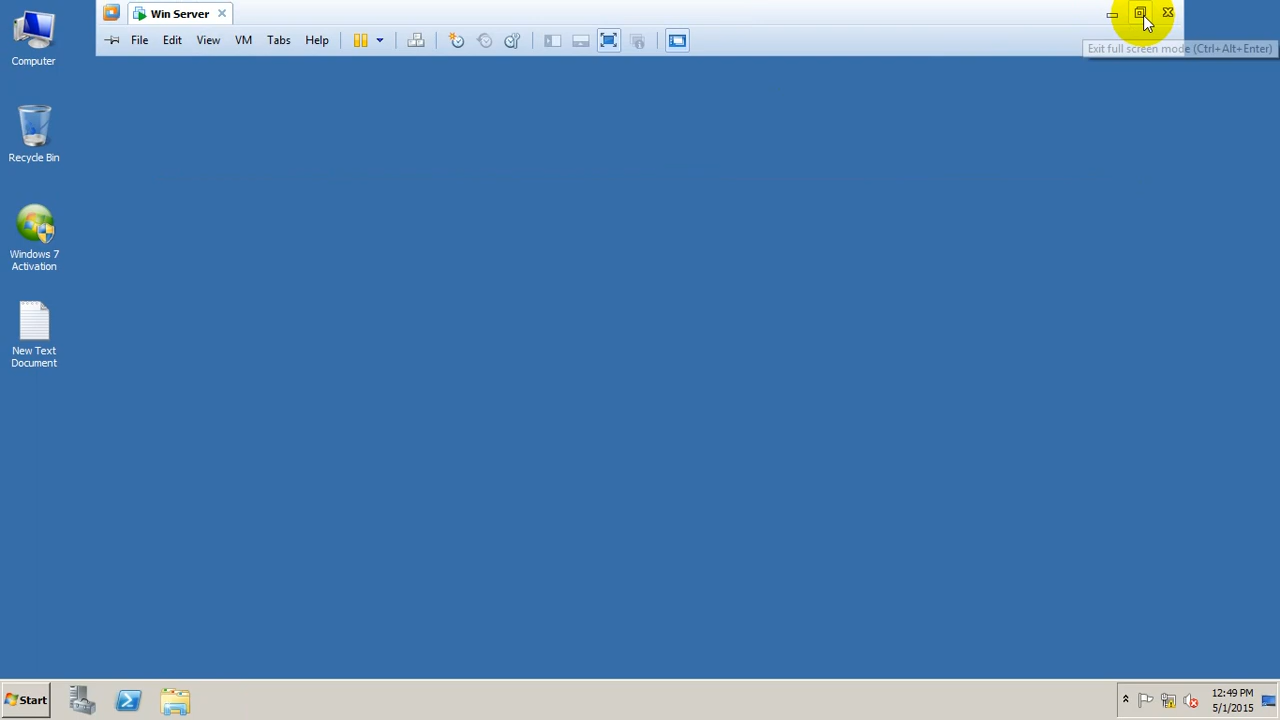 Win Server
File Edit View VM Tabs Help
Exit full screen mode (Ctrl+Alt+Enter)
Computer
Recycle Bin
Windows 7
Activation
New Text
Document
Start
12:49 PM
5/1/2015